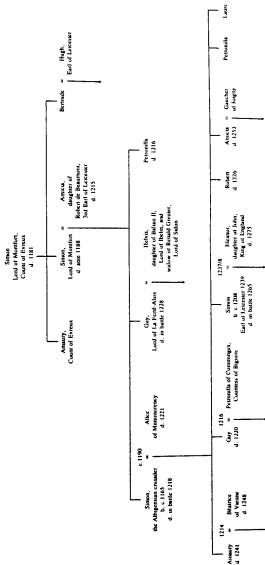 Simon
Lord of Montfort,
Count of Evreux
d. 1181
Amaury,
Count of Evreux
Simon,
Lord of Montfort
d. ante 1188
=
Amicia,
daughter of
Robert de Beaumont,
3rd Earl of Leicester
d. 1215
Bertrade
=
Hugh,
Earl of Leicester
c.1190
Simon,
the Albigensian crusader
b. c 1165
d. in battle 1218
=
Alice
of Montmorency
d. 1221
Guy,
Lord of La Ferté-Alais
d. in battle 1228
=
Helvis,
daughter of Balian II,
Lord of Ibelin, and
widow of Renaud Grenier,
Lord of Sidon
Petronilla
d. 1216
1214
Amaury
d. 1241
=
Béatrice
of Vienne
d. 1248
1216
Guy
d. 1220
=
Petronilla of Comminges,
Countess of Bigorre
1237/8
Simon
b c 1208
Earl of Leicester 1239
d in battle 1265
=
Eleanor,
daughter of John,
King of England
d. 1275
Robert
d. 1226
Amicia
d. 1253
=
Gaucher
of Joigny
Petronilla
Laure